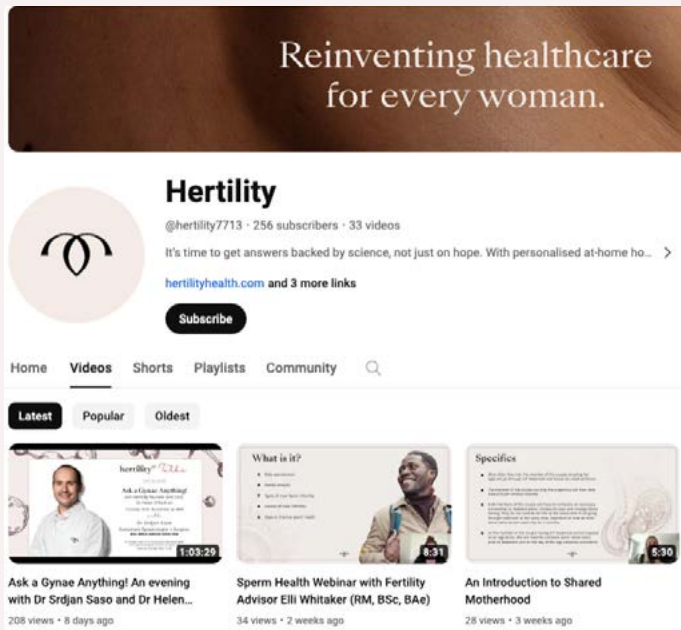 Reinventing healthcare
for every woman.
Hertility
@hertility7713 · 256 subscribers · 33 videos
It's time to get answers backed by science, not just on hope. With personalised at-home ho...
hertilityhealth.com and 3 more links
Subscribe
Home Videos Shorts Playlists Community
Latest Popular Oldest
hertility Talks
Ask a Gynae Anything!
1:03:29
What is it?
8:31
Specifics
5:30
Ask a Gynae Anything! An evening
with Dr Srdjan Saso and Dr Helen...
208 views • 8 days ago
Sperm Health Webinar with Fertility
Advisor Elli Whitaker (RM, BSc, BAe)
34 views • 2 weeks ago
An Introduction to Shared
Motherhood
28 views • 3 weeks ago